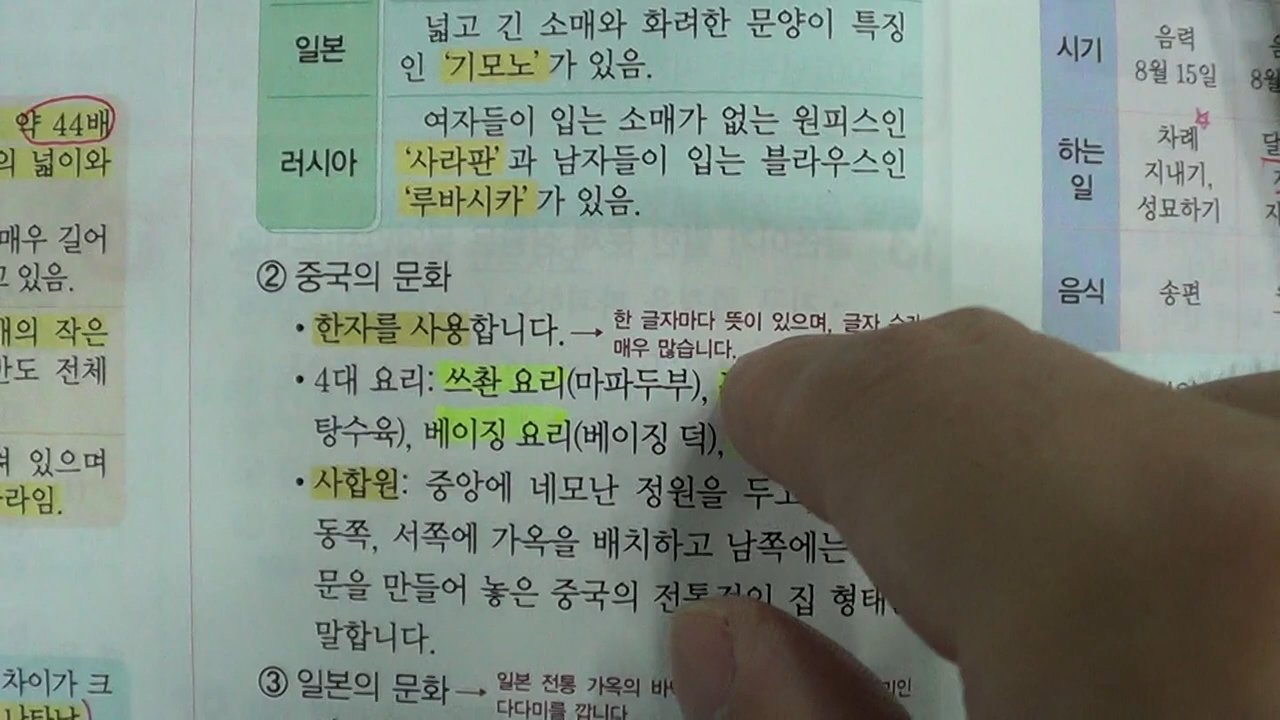 약 44배
의 넓이와
매우 길어
고 있음.
작은
전체
있으며
차이가 크
일본
넓고 긴 소매와 화려한 문양이 특징
인 ‘기모노’가 있음.
러시아
여자들이 입는 소매가 없는 원피스인
‘사라판’과 남자들이 입는 블라우스인
‘루바시카’가 있음.
② 중국의 문화
• 한자를 사용합니다. → 한 글자마다 뜻이 있으며, 글자
매우 많습니다.
• 4대 요리: 쓰촨 요리(마파두부),
탕수육), 베이징 요리(베이징 덕),
• 사합원: 중앙에 네모난 정원을 두고,
동쪽, 서쪽에 가옥을 배치하고 남쪽에는
문을 만들어 놓은 중국의 전통적인 집 형태
말합니다.
③ 일본의 문화 → 일본 전통 가옥의
다다미를 깝니다
시기
음력
8월 15일
하는
일
차례
지내기,
성묘하기
음식
송편